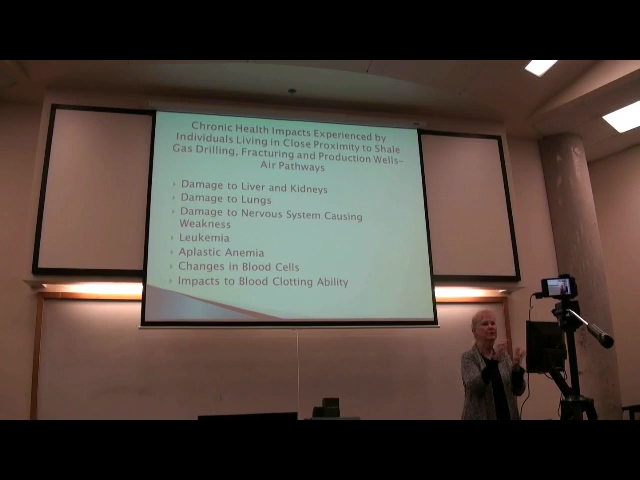 Chronic Health Impacts Experienced by
Individuals Living in Close Proximity to Shale
Gas Drilling, Fracturing and Production Wells-
Air Pathways
Damage to Liver and Kidneys
Damage to Lungs
Damage to Nervous System Causing
Weakness
Leukemia
Aplastic Anemia
Changes in Blood Cells
Impacts to Blood Clotting Ability